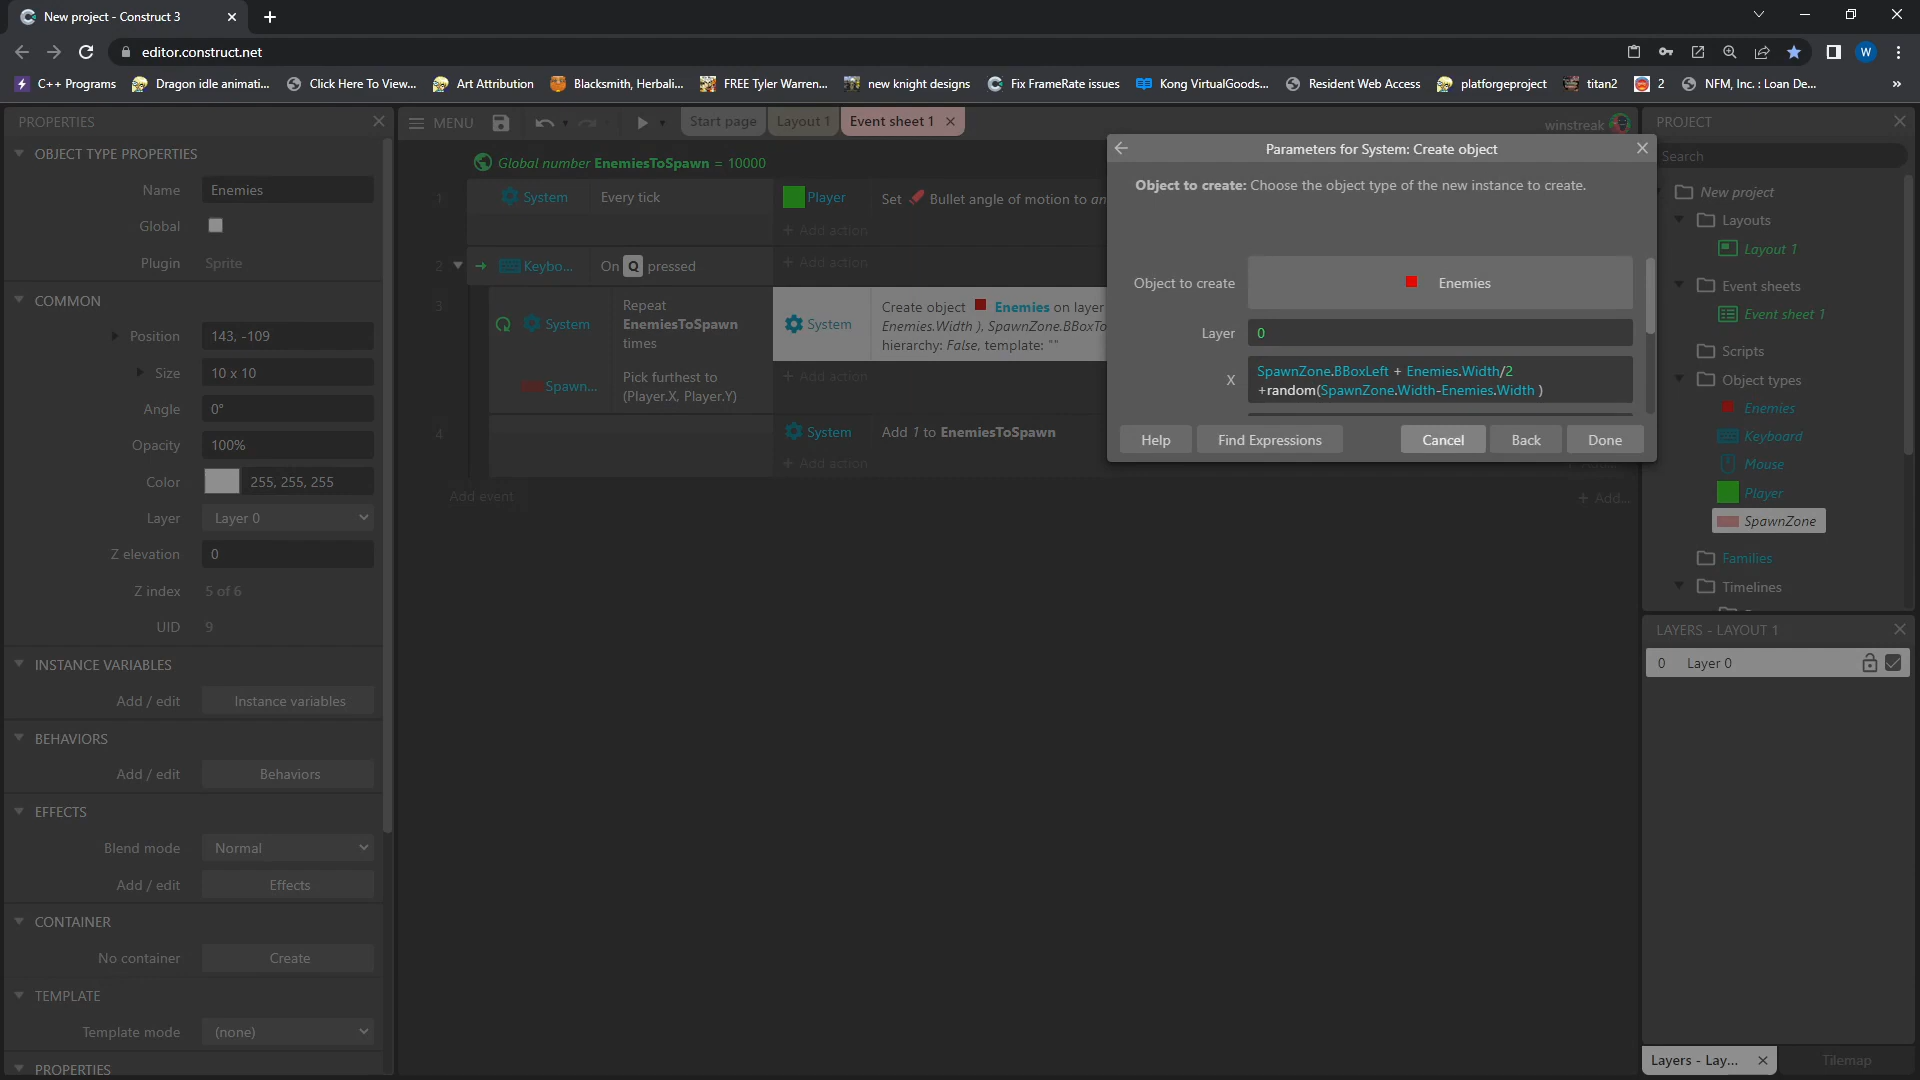 New project - Construct 3
editor.construct.net
W
C++ Programs
Dragon idle animati...
Click Here To View...
Art Attribution
Blacksmith, Herbali...
FREE Tyler Warren...
new knight designs
Fix FrameRate issues
Kong VirtualGoods...
Resident Web Access
platforgeproject
titan2
2
NFM, Inc. : Loan De...
»
PROPERTIES
OBJECT TYPE PROPERTIES
Name Enemies
Global
Plugin Sprite
COMMON
Position 143, -109
Size 10 x 10
Angle 0°
Opacity 100%
Color 255, 255, 255
Layer Layer 0
Z elevation 0
Z index 5 of 6
UID 9
INSTANCE VARIABLES
Add / edit Instance variables
BEHAVIORS
Add / edit Behaviors
EFFECTS
Blend mode Normal
Add / edit Effects
CONTAINER
No container Create
TEMPLATE
Template mode (none)
PROPERTIES
MENU
Start page
Layout 1
Event sheet 1
winstreak
Global number EnemiesToSpawn = 10000
1 System Every tick Player Set Bullet angle of motion to an
+ Add action
2 Keybo... On Q pressed + Add action
3 System Repeat
EnemiesToSpawn
times
System Create object Enemies on layer
Enemies.Width ), SpawnZone.BBoxTo
hierarchy: False, template: ""
Spawn... Pick furthest to
(Player.X, Player.Y)
+ Add action
4 System Add 1 to EnemiesToSpawn
+ Add action
Add event
+ Add...
Parameters for System: Create object
Object to create: Choose the object type of the new instance to create.
Object to create Enemies
Layer 0
X SpawnZone.BBoxLeft + Enemies.Width/2
+random(SpawnZone.Width-Enemies.Width )
Help
Find Expressions
Cancel
Back
Done
PROJECT
Search
New project
Layouts
Layout 1
Event sheets
Event sheet 1
Scripts
Object types
Enemies
Keyboard
Mouse
Player
SpawnZone
Families
Timelines
LAYERS - LAYOUT 1
0 Layer 0
Layers - Lay...
Tilemap